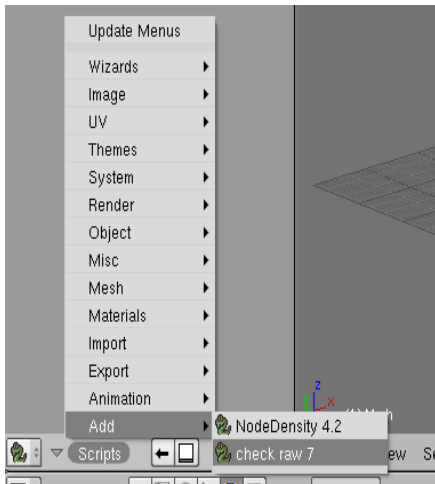 Update Menus
Wizards
Image
UV
Themes
System
Render
Object
Misc
Mesh
Materials
Import
Export
Animation
Add
NodeDensity 4.2
check raw 7
z
y x
Scripts
ew